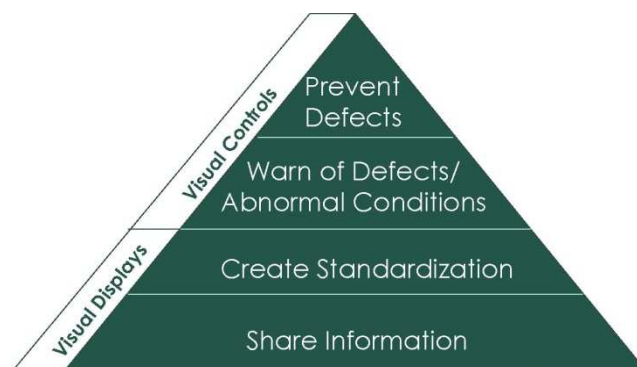 Visual Controls
Prevent
Defects
Warn of Defects/
Abnormal Conditions
Visual Displays
Create Standardization
Share Information